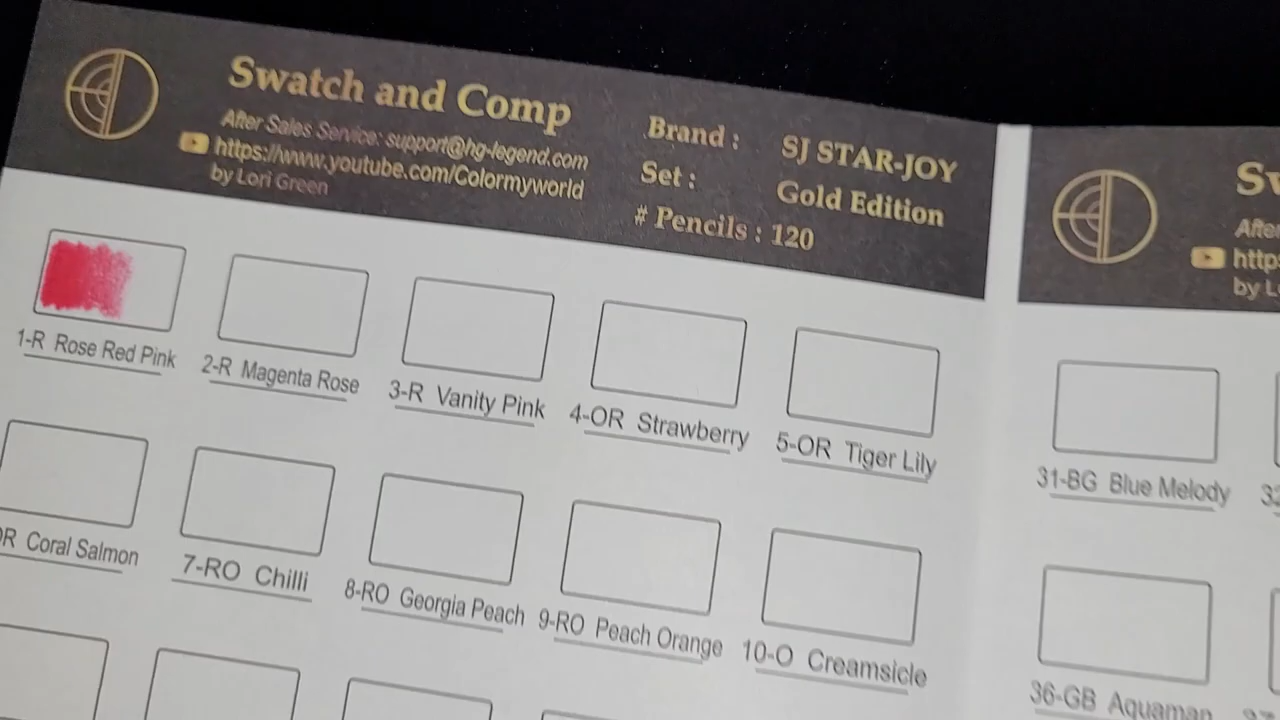 Swatch and Comp
After Sales Service: support@hg-legend.com
https://www.youtube.com/Colormyworld
by Lori Green
Brand : SJ STAR-JOY
Set : Gold Edition
# Pencils : 120
1-R Rose Red Pink
2-R Magenta Rose
3-R Vanity Pink
4-OR Strawberry
5-OR Tiger Lily
Coral Salmon
7-RO Chilli
8-RO Georgia Peach
9-RO Peach Orange
10-O Creamsicle
31-BG Blue Melody
36-GB Aquaman